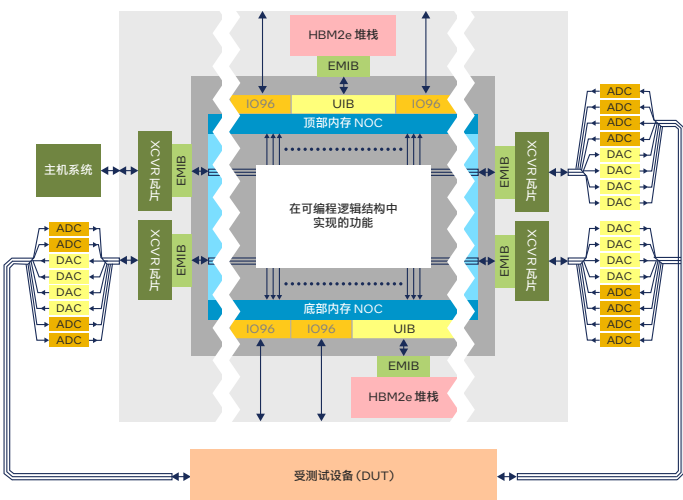 HBM2e 堆栈
EMIB
IO96
UIB
IO96
顶部内存 NOC
主机系统
XCVR 瓦片
EMIB
EMIB
XCVR 瓦片
ADC
ADC
ADC
ADC
DAC
DAC
DAC
DAC
在可编程逻辑结构中
实现的功能
ADC
ADC
DAC
DAC
DAC
DAC
ADC
ADC
XCVR 瓦片
EMIB
EMIB
XCVR 瓦片
DAC
DAC
DAC
DAC
ADC
ADC
ADC
ADC
底部内存 NOC
IO96
IO96
UIB
EMIB
HBM2e 堆栈
受测试设备 (DUT)